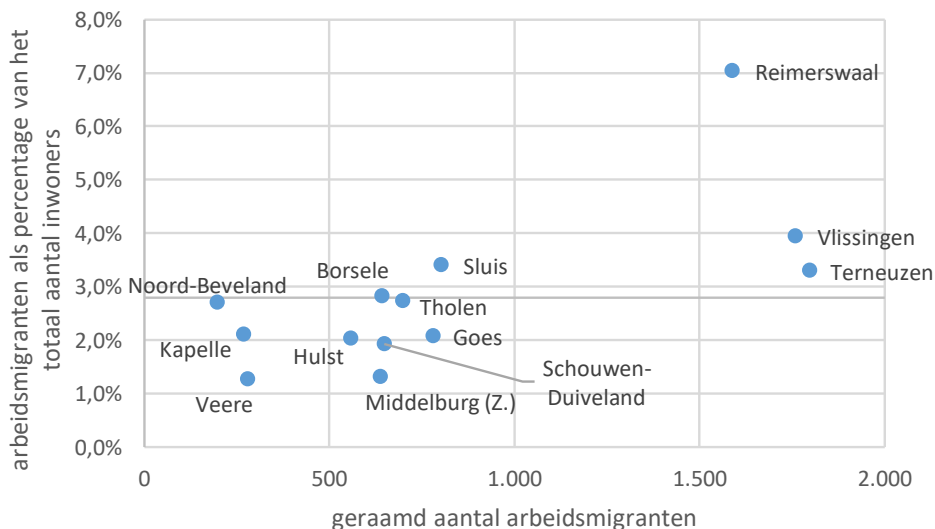 arbeidsmigranten als percentage van het
totaal aantal inwoners
8,0%
7,0%
6,0%
5,0%
4,0%
3,0%
2,0%
1,0%
0,0%
Reimerswaal
Vlissingen
Terneuzen
Sluis
Borsele
Noord-Beveland
Tholen
Goes
Kapelle
Hulst
Schouwen-
Duiveland
Veere
Middelburg (Z.)
0
500
1.000
1.500
2.000
geraamd aantal arbeidsmigranten